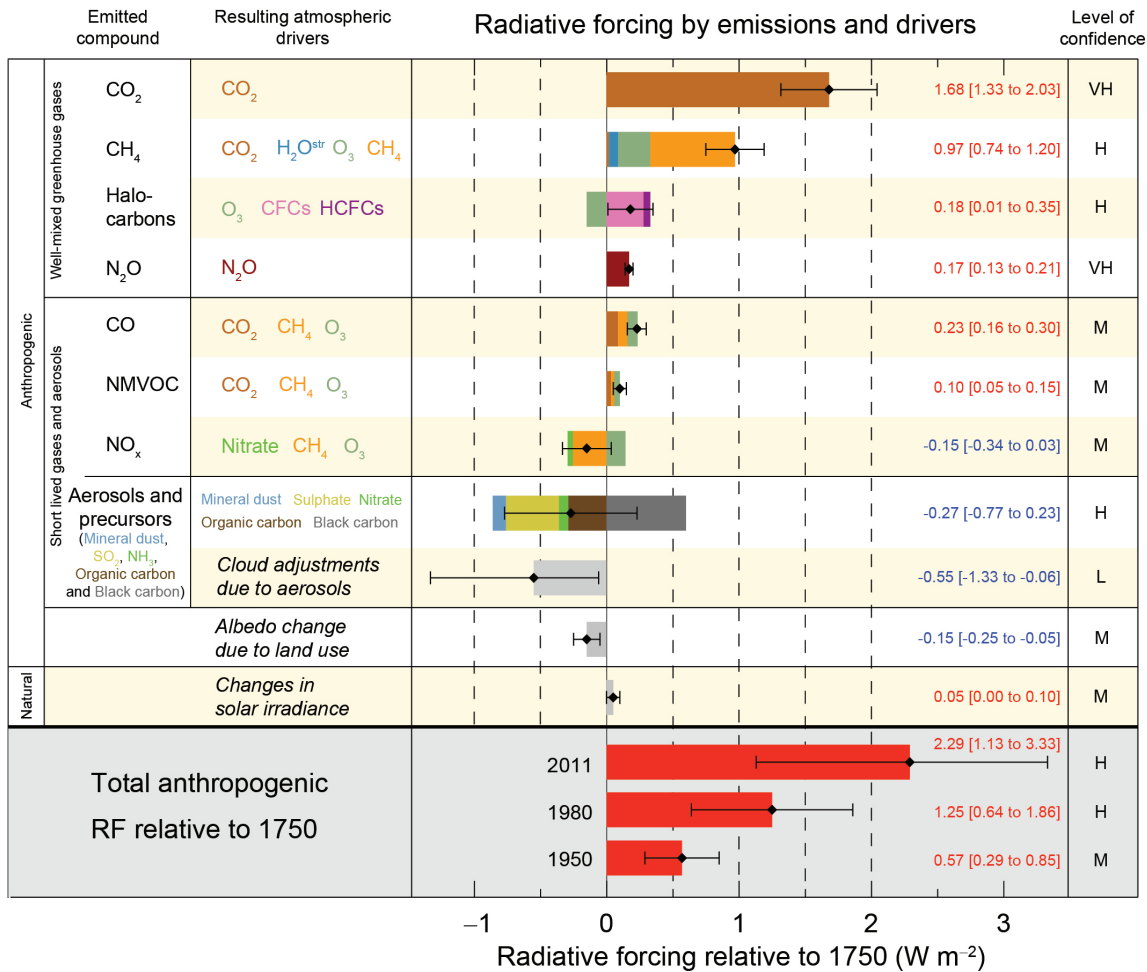 Emitted
compound
Resulting atmospheric
drivers
Radiative forcing by emissions and drivers
Level of
confidence
Anthropogenic
Well-mixed greenhouse gases
CO₂
CO₂
1.68 [1.33 to 2.03]
VH
CH₄
CO₂ H₂Oˢᵗʳ O₃ CH₄
0.97 [0.74 to 1.20]
H
Halo-
carbons
O₃ CFCs HCFCs
0.18 [0.01 to 0.35]
H
N₂O
N₂O
0.17 [0.13 to 0.21]
VH
Short lived gases and aerosols
CO
CO₂ CH₄ O₃
0.23 [0.16 to 0.30]
M
NMVOC
CO₂ CH₄ O₃
0.10 [0.05 to 0.15]
M
NOₓ
Nitrate CH₄ O₃
-0.15 [-0.34 to 0.03]
M
Aerosols and
precursors
(Mineral dust,
SO₂, NH₃,
Organic carbon
and Black carbon)
Mineral dust Sulphate Nitrate
Organic carbon Black carbon
-0.27 [-0.77 to 0.23]
H
Cloud adjustments
due to aerosols
-0.55 [-1.33 to -0.06]
L
Albedo change
due to land use
-0.15 [-0.25 to -0.05]
M
Natural
Changes in
solar irradiance
0.05 [0.00 to 0.10]
M
Total anthropogenic
RF relative to 1750
2011
2.29 [1.13 to 3.33]
H
1980
1.25 [0.64 to 1.86]
H
1950
0.57 [0.29 to 0.85]
M
−1 0 1 2 3
Radiative forcing relative to 1750 (W m⁻²)